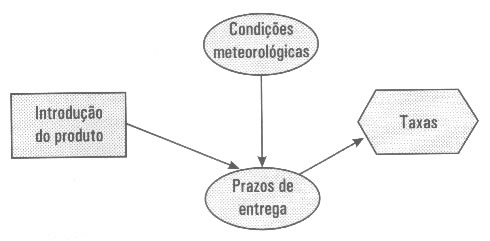 Condições
meteorológicas
Introdução
do produto
Taxas
Prazos de
entrega